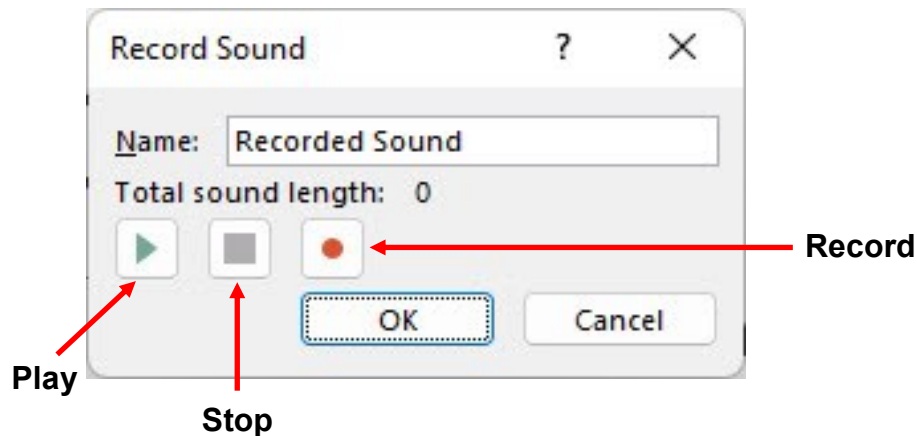 Record Sound ? X
Name: Recorded Sound
Total sound length: 0
Record
OK Cancel
Play
Stop